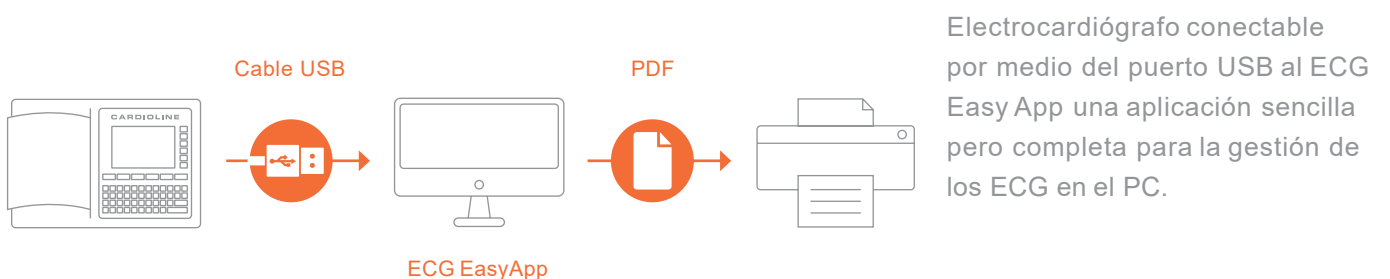 Cable USB
PDF
CARDIOLINE
ECG EasyApp
Electrocardiógrafo conectable
por medio del puerto USB al ECG
Easy App una aplicación sencilla
pero completa para la gestión de
los ECG en el PC.